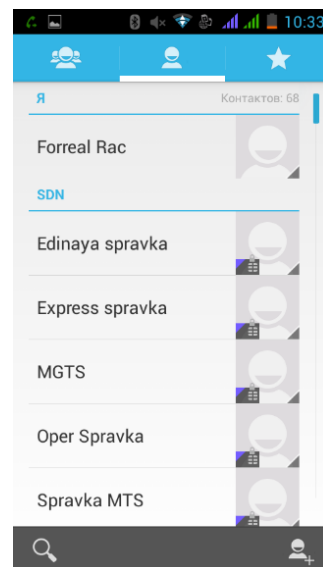 10:33
Я Контактов: 68
Forreal Rac
SDN
Edinaya spravka
Express spravka
MGTS
Oper Spravka
Spravka MTS